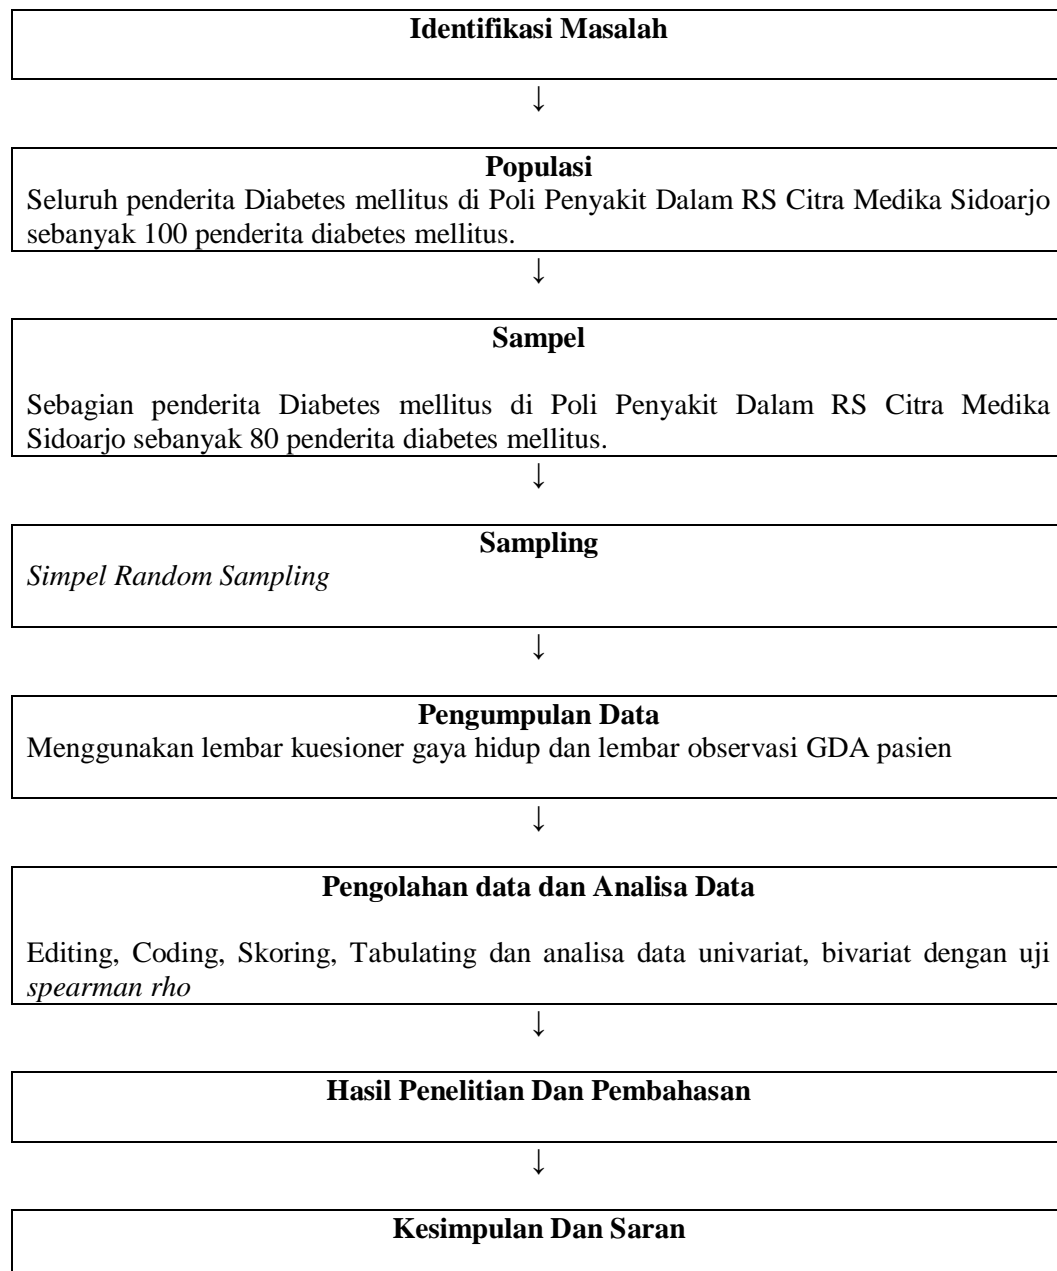 Identifikasi Masalah
↓
Populasi
Seluruh penderita Diabetes mellitus di Poli Penyakit Dalam RS Citra Medika Sidoarjo
sebanyak 100 penderita diabetes mellitus.
↓
Sampel
Sebagian penderita Diabetes mellitus di Poli Penyakit Dalam RS Citra Medika
Sidoarjo sebanyak 80 penderita diabetes mellitus.
↓
Sampling
Simpel Random Sampling
↓
Pengumpulan Data
Menggunakan lembar kuesioner gaya hidup dan lembar observasi GDA pasien
↓
Pengolahan data dan Analisa Data
Editing, Coding, Skoring, Tabulating dan analisa data univariat, bivariat dengan uji
spearman rho
↓
Hasil Penelitian Dan Pembahasan
↓
Kesimpulan Dan Saran